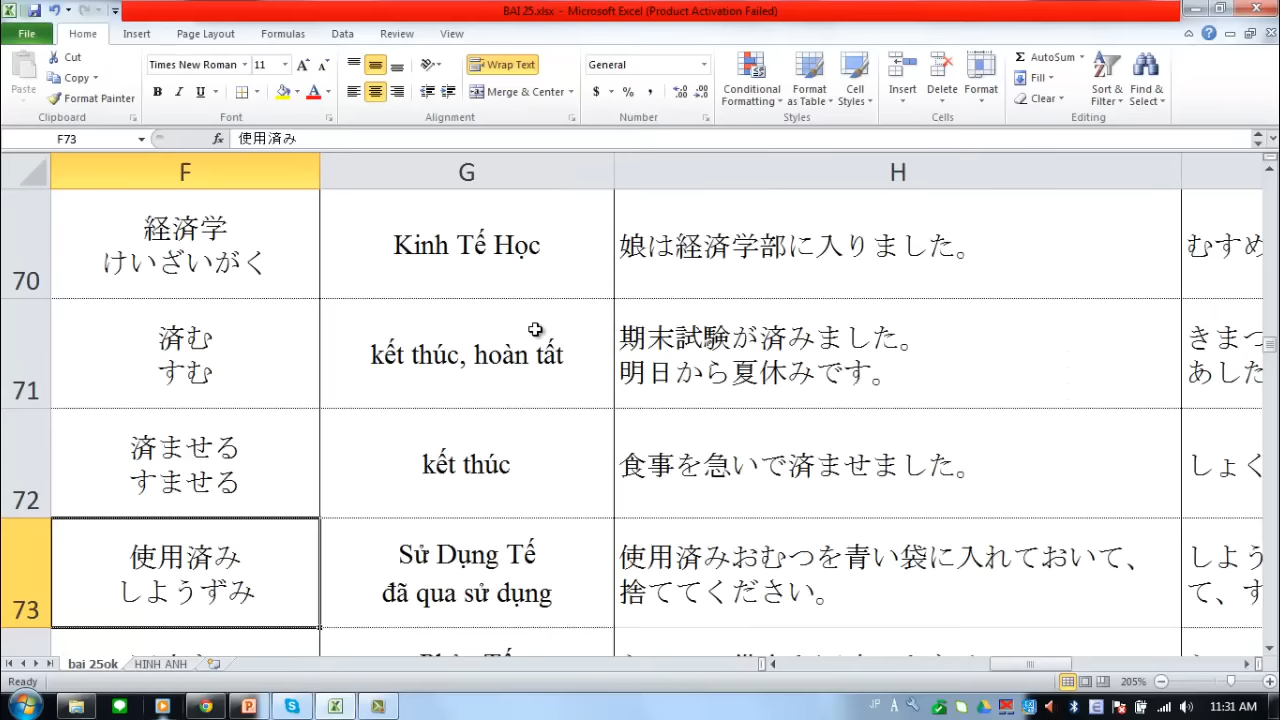 BAI 25.xlsx - Microsoft Excel (Product Activation Failed)
File Home Insert Page Layout Formulas Data Review View
Paste
Cut
Copy
Format Painter
Clipboard
Times New Roman 11
B I U
Font
Wrap Text
Merge & Center
Alignment
General
$ % ,
Number
Conditional Formatting
Format as Table
Cell Styles
Styles
Insert Delete Format
Cells
Σ AutoSum
Fill
Clear
Sort & Filter
Find & Select
Editing
F73 fx 使用済み
F G H
70
経済学
けいざいがく
Kinh Tế Học
娘は経済学部に入りました。
むすめ
71
済む
すむ
kết thúc, hoàn tất
期末試験が済みました。
明日から夏休みです。
きまつ
あした
72
済ませる
すませる
kết thúc
食事を急いで済ませました。
しょく
73
使用済み
しようずみ
Sử Dụng Tế
đã qua sử dụng
使用済みおむつを青い袋に入れておいて、
捨ててください。
しよう
て、す
bai 25ok HINH ANH
Ready 205%
JP 11:31 AM